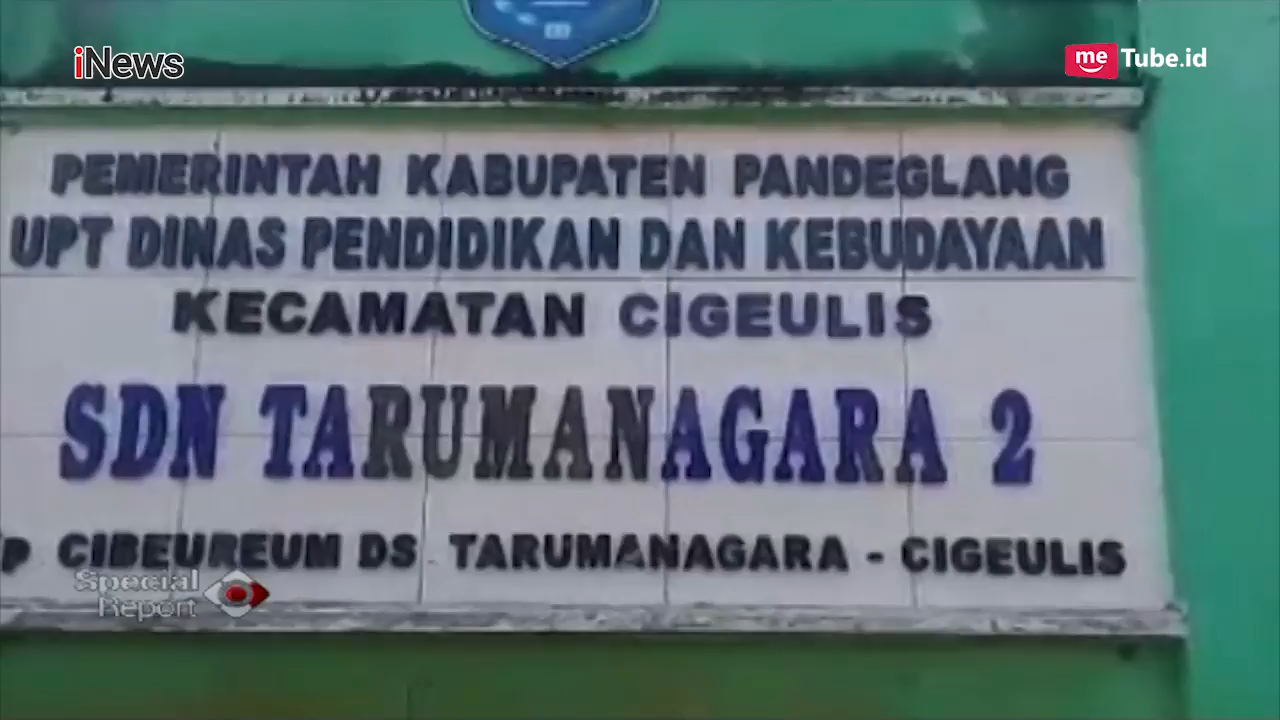 iNews
me Tube.id
PEMERINTAH KABUPATEN PANDEGLANG
UPT DINAS PENDIDIKAN DAN KEBUDAYAAN
KECAMATAN CIGEULIS
SDN TARUMANAGARA 2
CIBEUREUM DS TARUMANAGARA - CIGEULIS
Special
Report